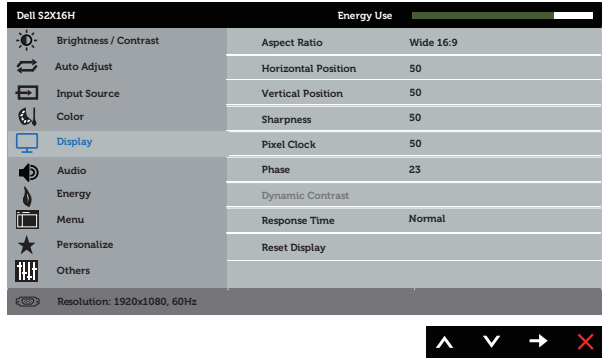 Dell S2X16H Energy Use
Brightness / Contrast Aspect Ratio Wide 16:9
Auto Adjust Horizontal Position 50
Input Source Vertical Position 50
Color Sharpness 50
Display Pixel Clock 50
Audio Phase 23
Energy Dynamic Contrast
Menu Response Time Normal
Personalize Reset Display
Others
Resolution: 1920x1080, 60Hz